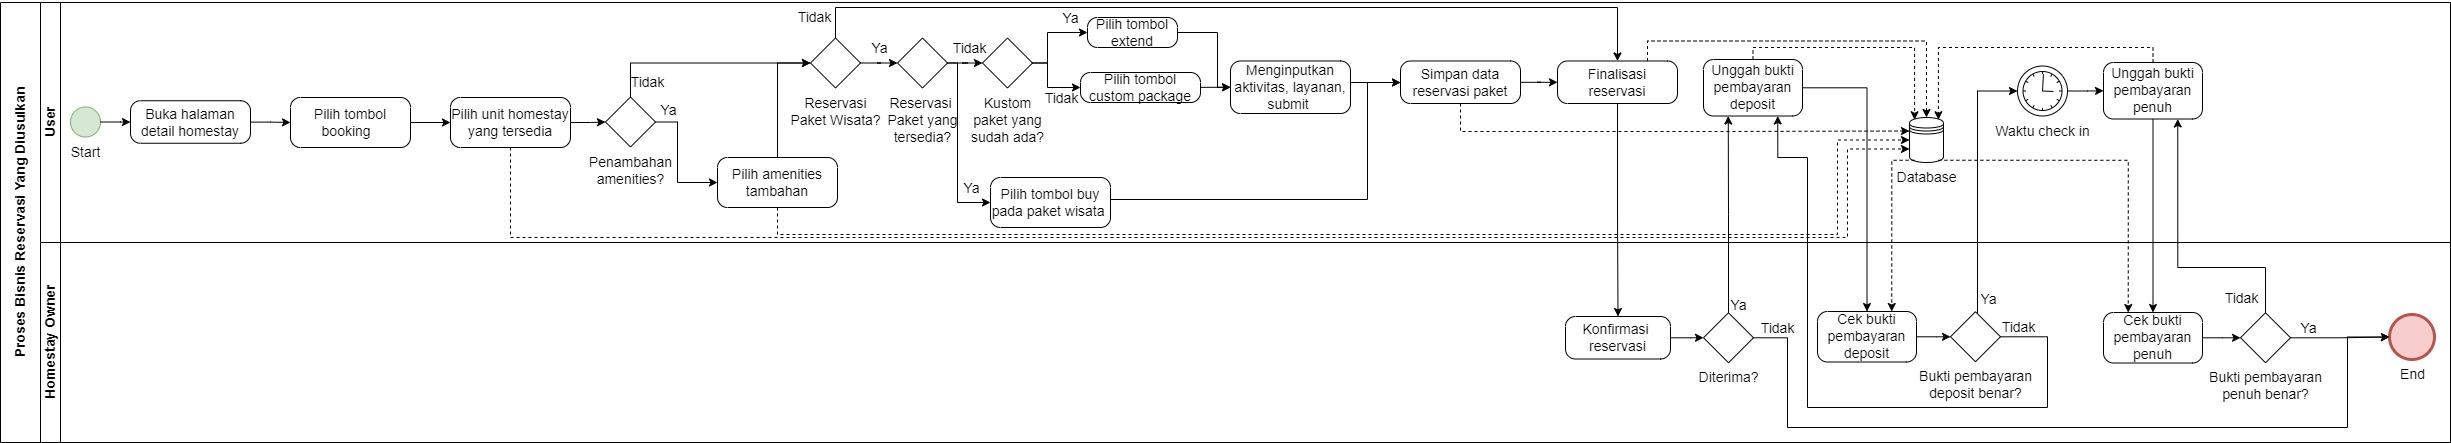 Proses Bisnis Reservasi Yang Diusulkan
User
Homestay Owner
Start
Buka halaman
detail homestay
Pilih tombol
booking
Pilih unit homestay
yang tersedia
Tidak
Ya
Penambahan
amenities?
Pilih amenities
tambahan
Tidak
Ya
Reservasi
Paket Wisata?
Tidak
Reservasi
Paket yang
tersedia?
Ya
Pilih tombol buy
pada paket wisata
Kustom
paket yang
sudah ada?
Ya
Pilih tombol
extend
Tidak
Pilih tombol
custom package
Menginputkan
aktivitas, layanan,
submit
Simpan data
reservasi paket
Finalisasi
reservasi
Unggah bukti
pembayaran
deposit
Database
Waktu check in
Unggah bukti
pembayaran
penuh
Konfirmasi
reservasi
Ya
Tidak
Diterima?
Cek bukti
pembayaran
deposit
Ya
Tidak
Bukti pembayaran
deposit benar?
Cek bukti
pembayaran
penuh
Tidak
Ya
Bukti pembayaran
penuh benar?
End